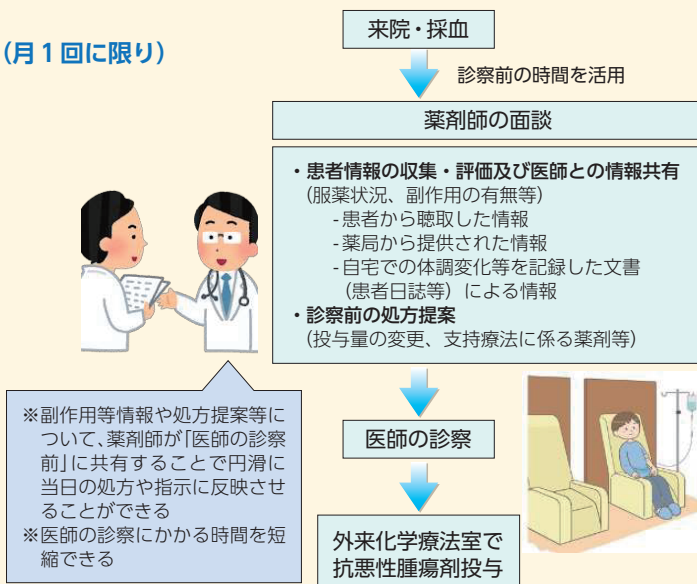 (月1回に限り)
来院・採血
診察前の時間を活用
薬剤師の面談
・患者情報の収集・評価及び医師との情報共有
(服薬状況、副作用の有無等)
-患者から聴取した情報
-薬局から提供された情報
-自宅での体調変化等を記録した文書
(患者日誌等)による情報
・診察前の処方提案
(投与量の変更、支持療法に係る薬剤等)
※副作用等情報や処方提案等に
ついて、薬剤師が「医師の診察
前」に共有することで円滑に
当日の処方や指示に反映させ
ることができる
※医師の診察にかかる時間を短
縮できる
医師の診察
外来化学療法室で
抗悪性腫瘍剤投与